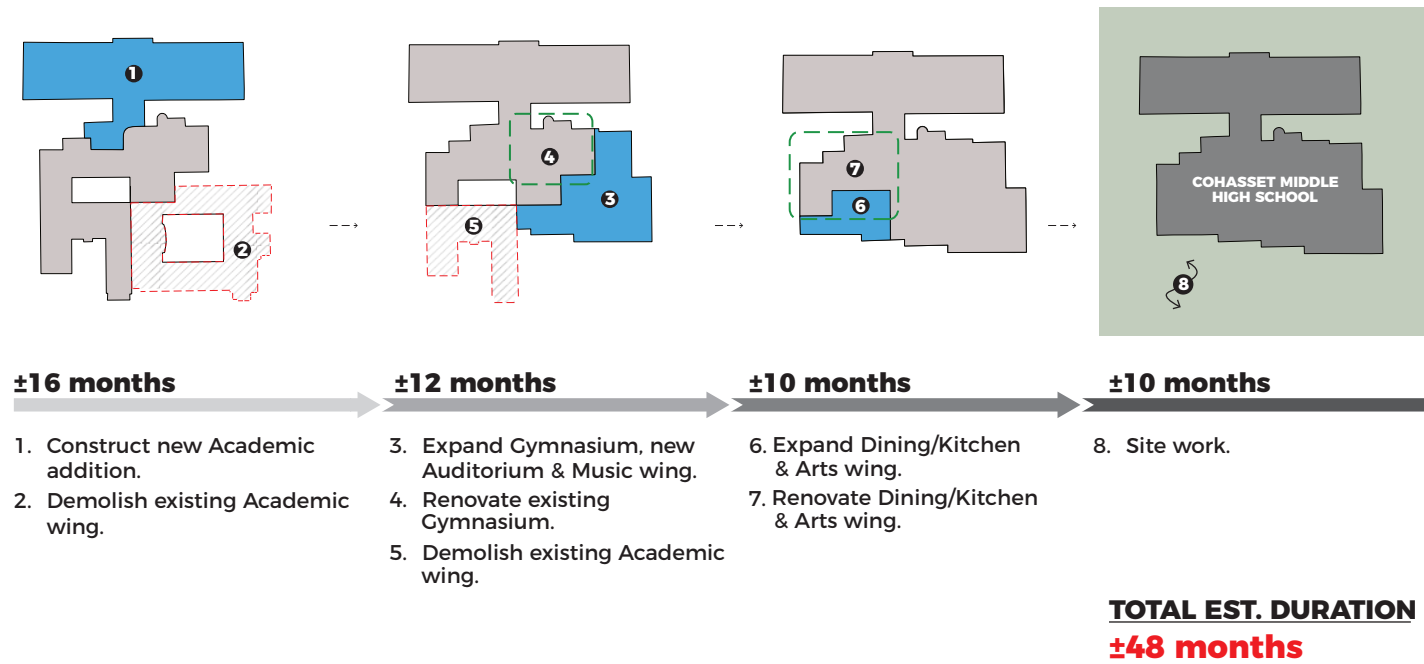 1
2
3
4
5
6
7
COHASSET MIDDLE
HIGH SCHOOL
8
±16 months
1. Construct new Academic
addition.
2. Demolish existing Academic
wing.
±12 months
3. Expand Gymnasium, new
Auditorium & Music wing.
4. Renovate existing
Gymnasium.
5. Demolish existing Academic
wing.
±10 months
6. Expand Dining/Kitchen
& Arts wing.
7. Renovate Dining/Kitchen
& Arts wing.
±10 months
8. Site work.
TOTAL EST. DURATION
±48 months